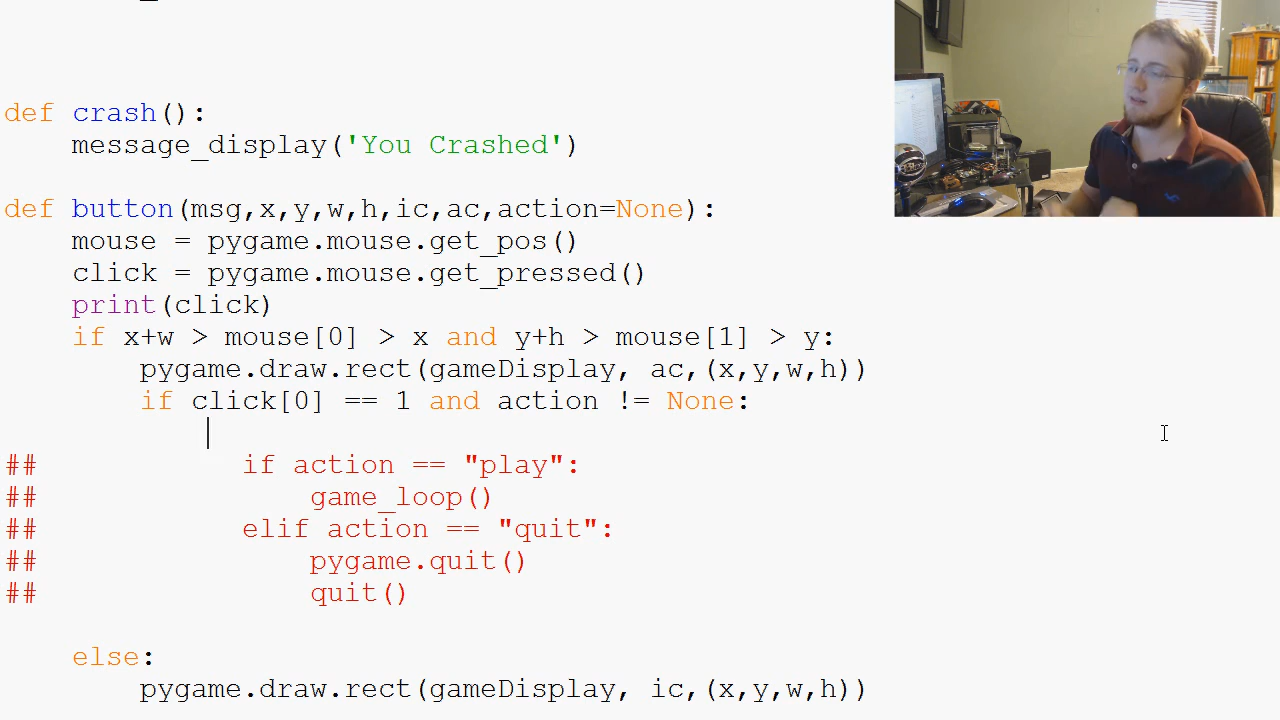 def crash():
    message_display('You Crashed')
def button(msg,x,y,w,h,ic,ac,action=None):
    mouse = pygame.mouse.get_pos()
    click = pygame.mouse.get_pressed()
    print(click)
    if x+w > mouse[0] > x and y+h > mouse[1] > y:
        pygame.draw.rect(gameDisplay, ac,(x,y,w,h))
        if click[0] == 1 and action != None:
##            if action == "play":
##                game_loop()
##            elif action == "quit":
##                pygame.quit()
##                quit()
    else:
        pygame.draw.rect(gameDisplay, ic,(x,y,w,h))